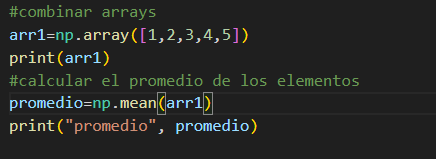 #combinar arrays
arr1=np.array([1,2,3,4,5])
print(arr1)
#calcular el promedio de los elementos
promedio=np.mean(arr1)
print("promedio", promedio)